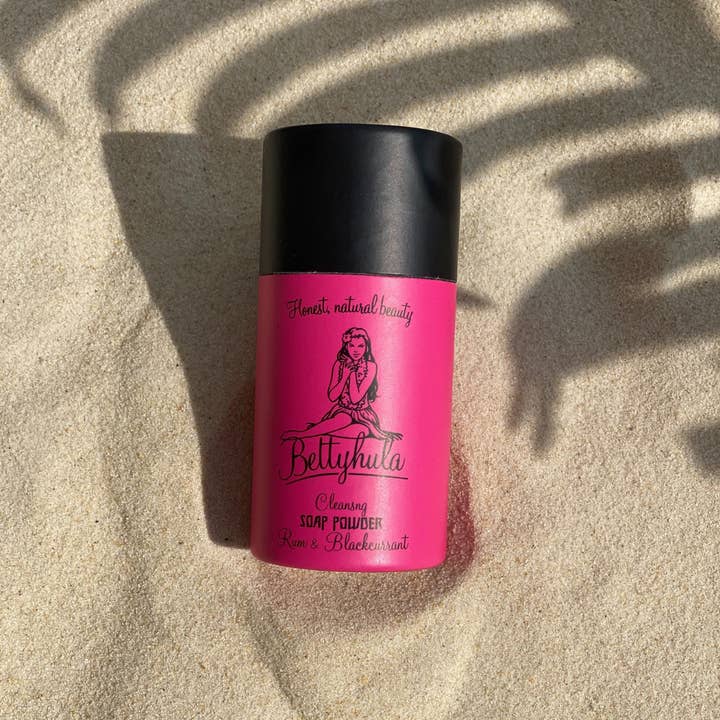 Honest, natural beauty
Bettyhula
Cleansng
SOAP POWDER
Rum & Blackcurrant